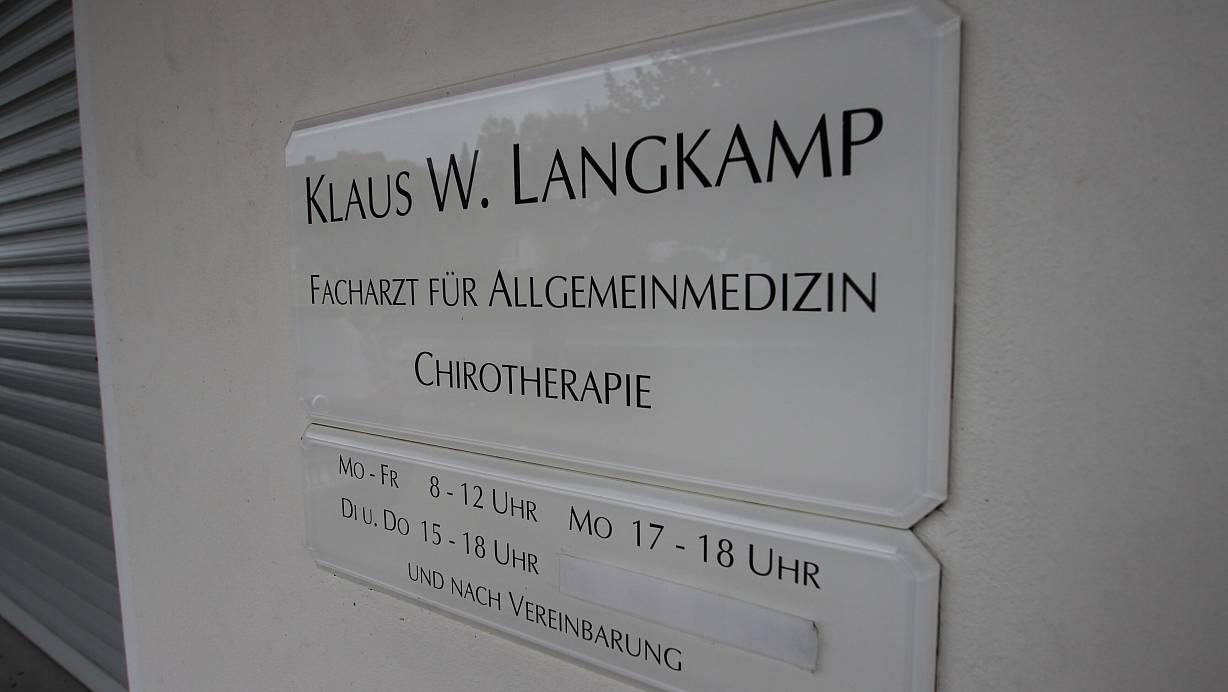 KLAUS W. LANGKAMP
FACHARZT FÜR ALLGEMEINMEDIZIN
CHIROTHERAPIE
MO - FR 8 - 12 UHR MO 17 - 18 UHR
DI U. DO 15 - 18 UHR
UND NACH VEREINBARUNG